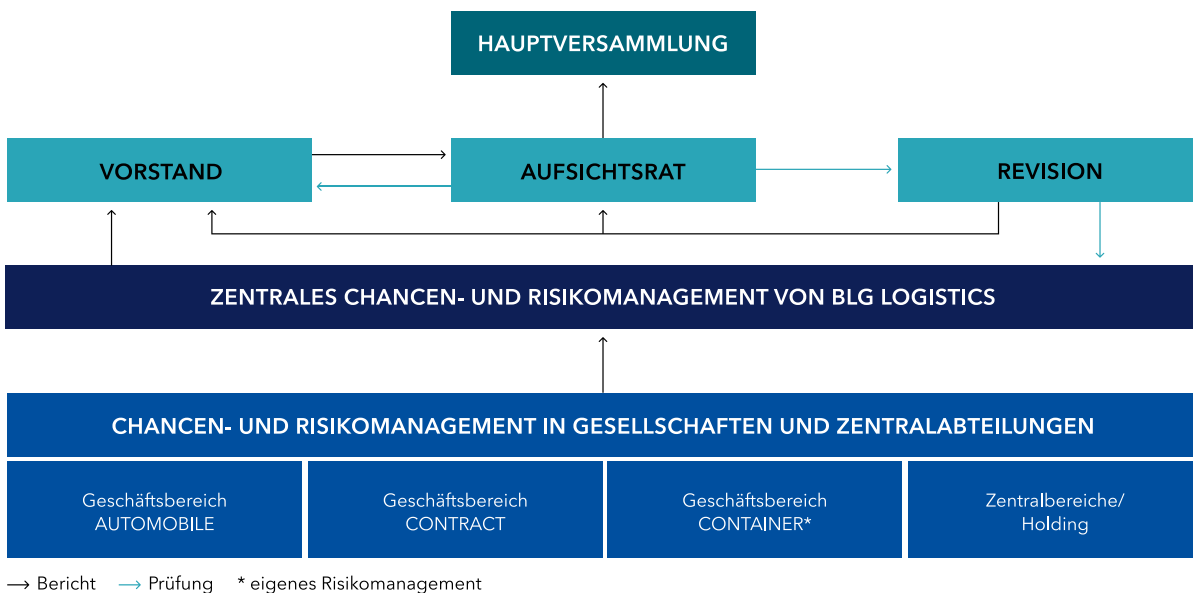 HAUPTVERSAMMLUNG
VORSTAND
AUFSICHTSRAT
REVISION
ZENTRALES CHANCEN- UND RISIKOMANAGEMENT VON BLG LOGISTICS
CHANCEN- UND RISIKOMANAGEMENT IN GESELLSCHAFTEN UND ZENTRALABTEILUNGEN
Geschäftsbereich
AUTOMOBILE
Geschäftsbereich
CONTRACT
Geschäftsbereich
CONTAINER*
Zentralbereiche/
Holding
→ Bericht → Prüfung * eigenes Risikomanagement